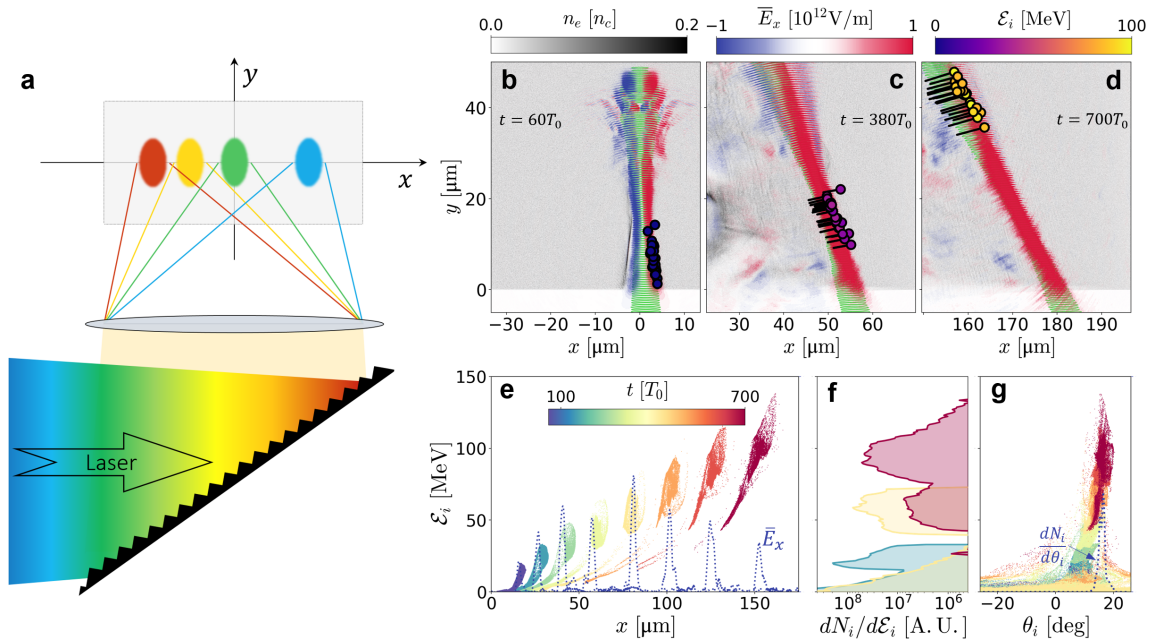 a
y
x
Laser
n_e [n_c]
0.0 0.2
E̅_x [10^12 V/m]
−1 1
ℰ_i [MeV]
0 100
b
t = 60T_0
c
t = 380T_0
d
t = 700T_0
y [μm]
40
20
0
−30 −20 −10 0 10
x [μm]
30 40 50 60
x [μm]
160 170 180 190
x [μm]
e
t [T_0]
100 700
ℰ_i [MeV]
150
100
50
0
E̅_x
0 50 100 150
x [μm]
f
10^8 10^7 10^6
dN_i/dℰ_i [A. U.]
g
dN_i
dθ_i
−20 0 20
θ_i [deg]